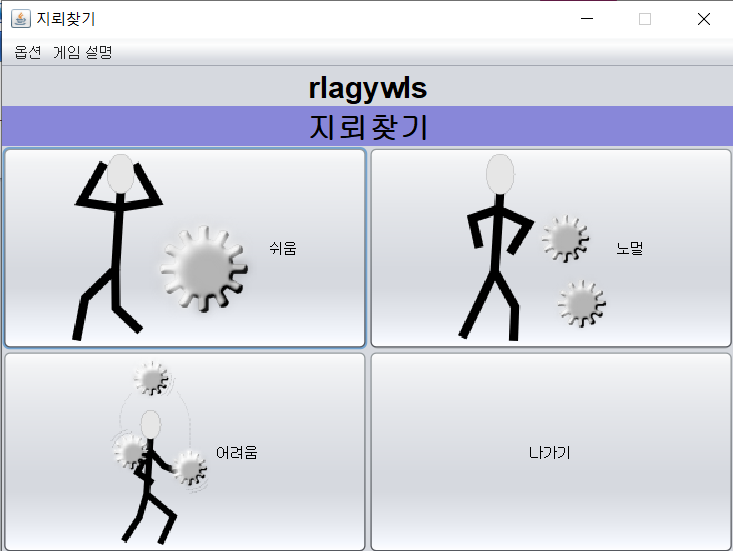 지뢰찾기
옵션 게임 설명
rlagywls
지뢰찾기
쉬움
노멀
어려움
나가기